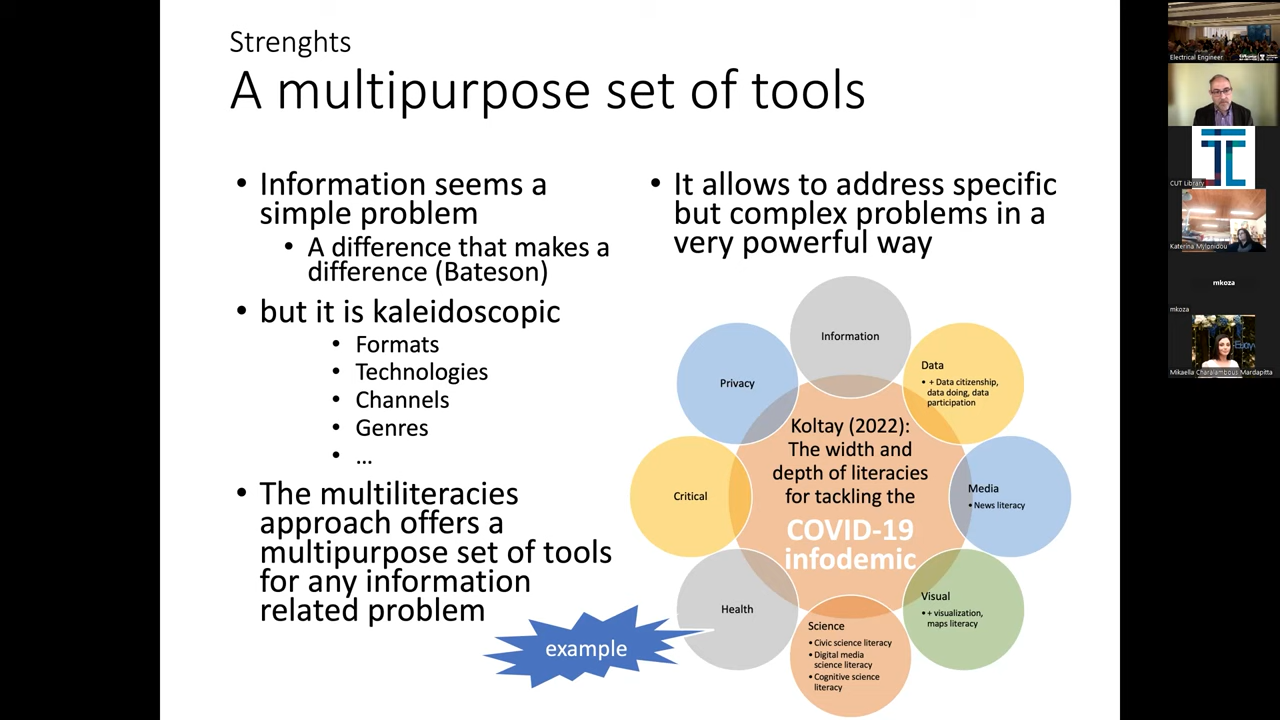 Strenghts
A multipurpose set of tools
• Information seems a
simple problem
• A difference that makes a
difference (Bateson)
• but it is kaleidoscopic
• Formats
• Technologies
• Channels
• Genres
• ...
• The multiliteracies
approach offers a
multipurpose set of tools
for any information
related problem
• It allows to address specific
but complex problems in a
very powerful way
Information
Data
• + Data citizenship,
data doing, data
participation
Media
• News literacy
Visual
• + visualization,
maps literacy
Science
• Civic science literacy
• Digital media
science literacy
• Cognitive science
literacy
Health
Critical
Privacy
Koltay (2022):
The width and
depth of literacies
for tackling the
COVID-19
infodemic
example
Electrical Engineer
CUT Library
Katerina Mylonidou
mkoza
mkoza
Mikaella Charalambous Mardapitta